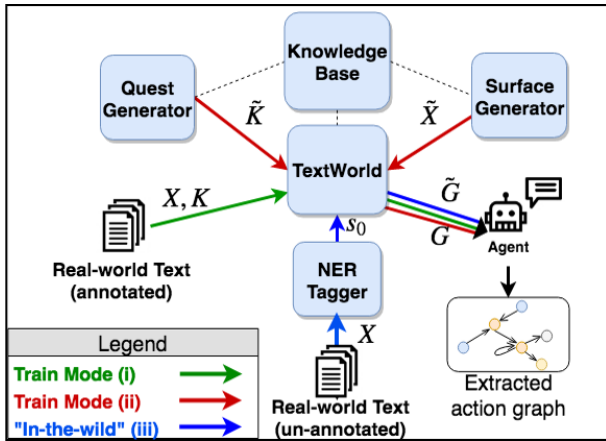 Knowledge
Base
Quest
Generator
Surface
Generator
K̃
X̃
TextWorld
X, K
G̃
G
Agent
s₀
Real-world Text
(annotated)
NER
Tagger
X
Legend
Train Mode (i)
Train Mode (ii)
"In-the-wild" (iii)
Real-world Text
(un-annotated)
Extracted
action graph